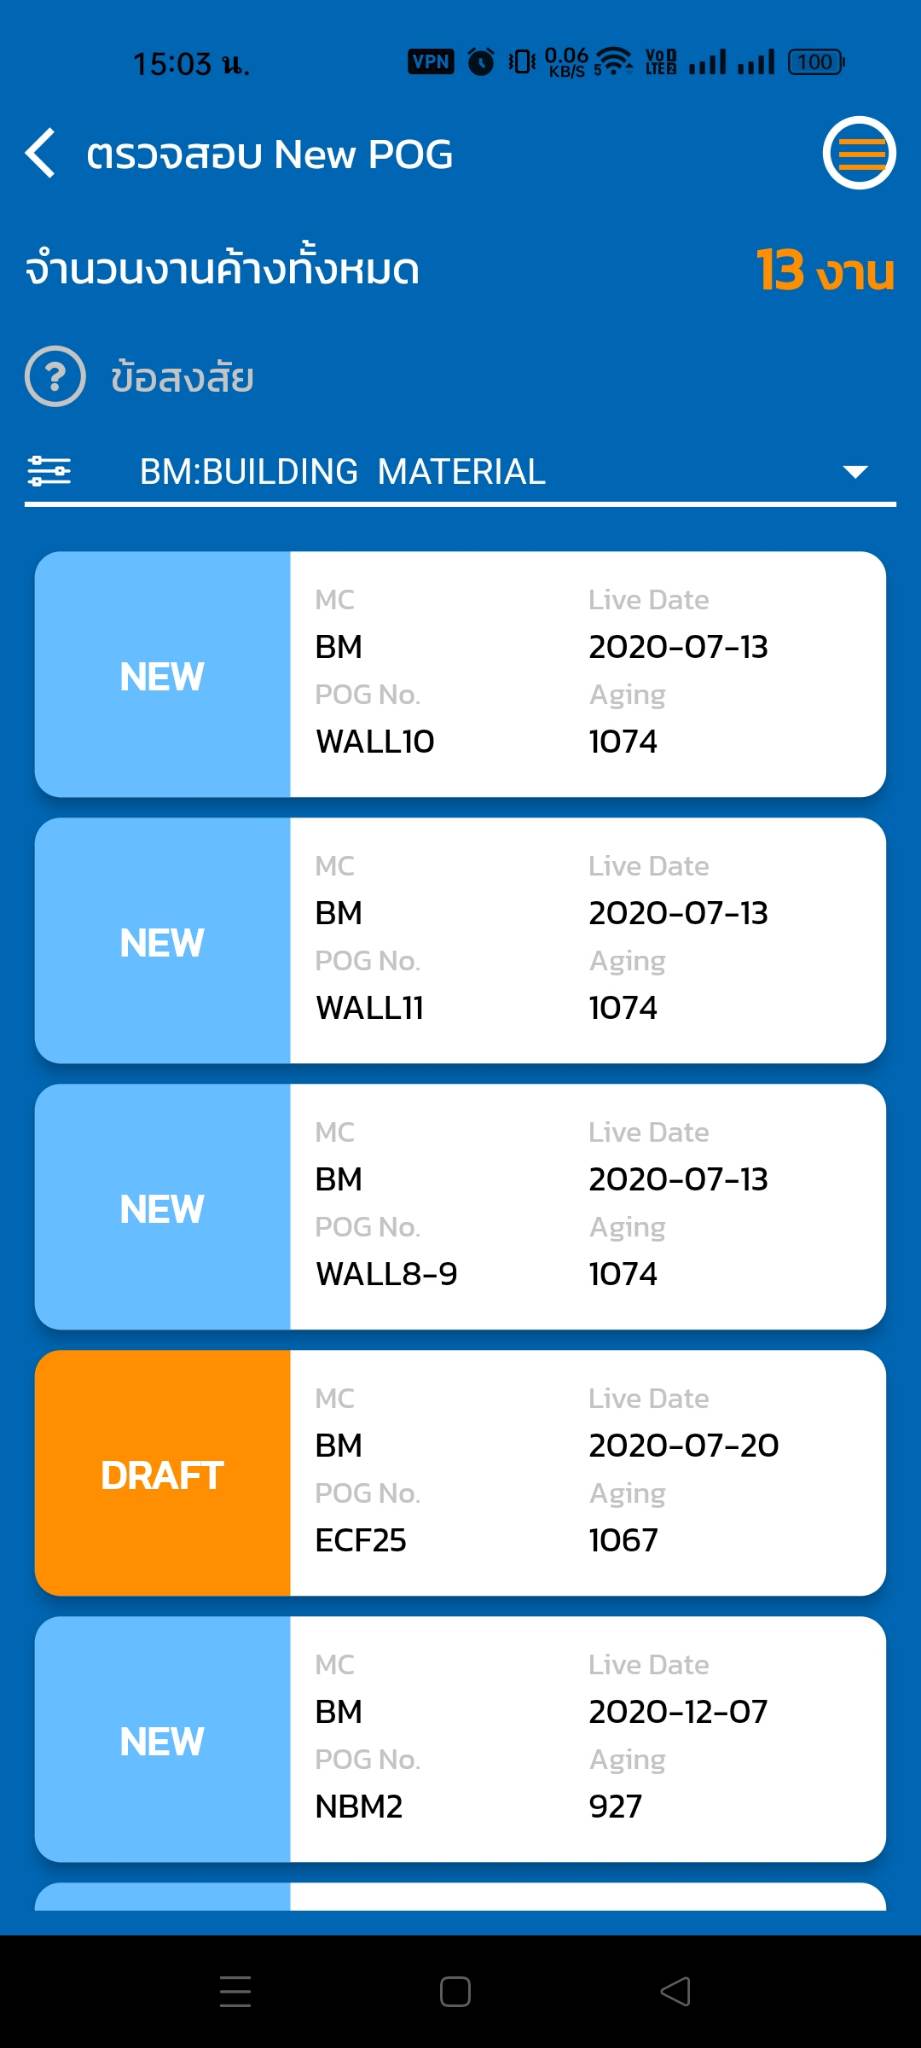 15:03 น.
VPN 0.06 KB/S 5 VoD LTE2 100
ตรวจสอบ New POG
จำนวนงานค้างทั้งหมด 13 งาน
? ข้อสงสัย
BM:BUILDING MATERIAL
NEW
MC Live Date
BM 2020-07-13
POG No. Aging
WALL10 1074
NEW
MC Live Date
BM 2020-07-13
POG No. Aging
WALL11 1074
NEW
MC Live Date
BM 2020-07-13
POG No. Aging
WALL8-9 1074
DRAFT
MC Live Date
BM 2020-07-20
POG No. Aging
ECF25 1067
NEW
MC Live Date
BM 2020-12-07
POG No. Aging
NBM2 927